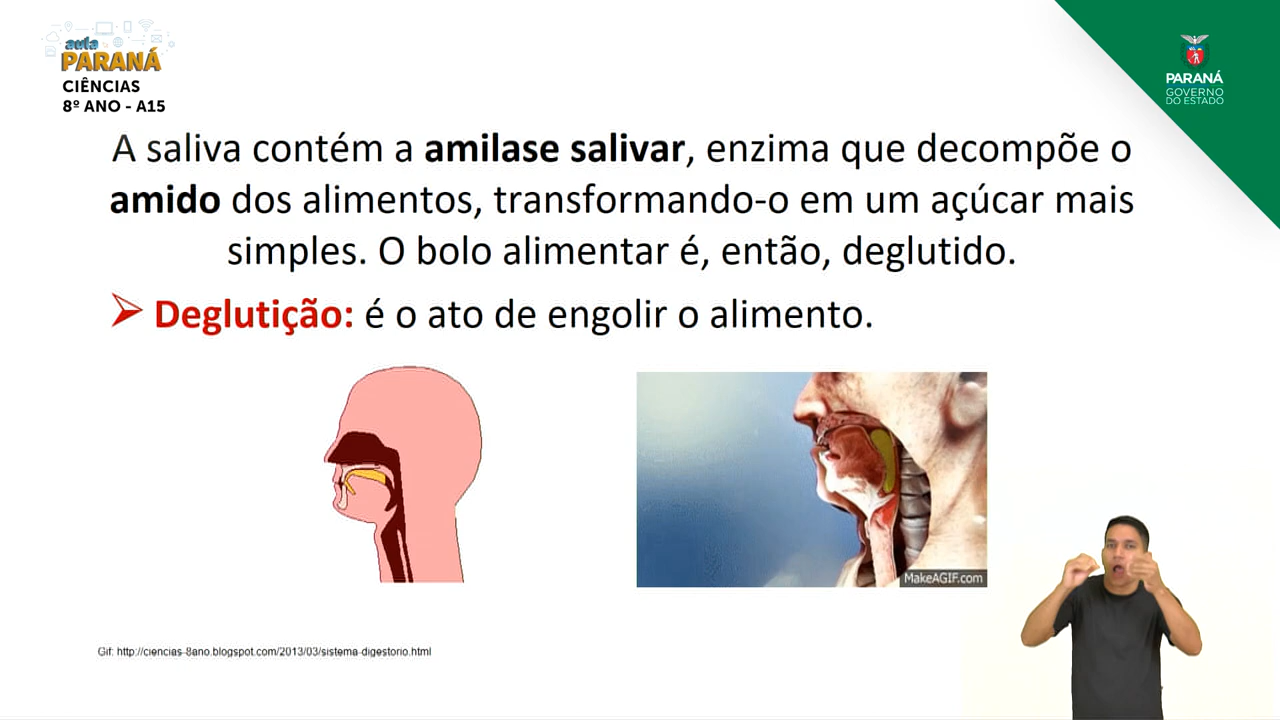 aula
PARANÁ
CIÊNCIAS
8º ANO - A15
PARANÁ
GOVERNO
DO ESTADO
A saliva contém a amilase salivar, enzima que decompõe o
amido dos alimentos, transformando-o em um açúcar mais
simples. O bolo alimentar é, então, deglutido.
Deglutição: é o ato de engolir o alimento.
MakeAGIF.com
Gif: http://ciencias-8ano.blogspot.com/2013/03/sistema-digestorio.html